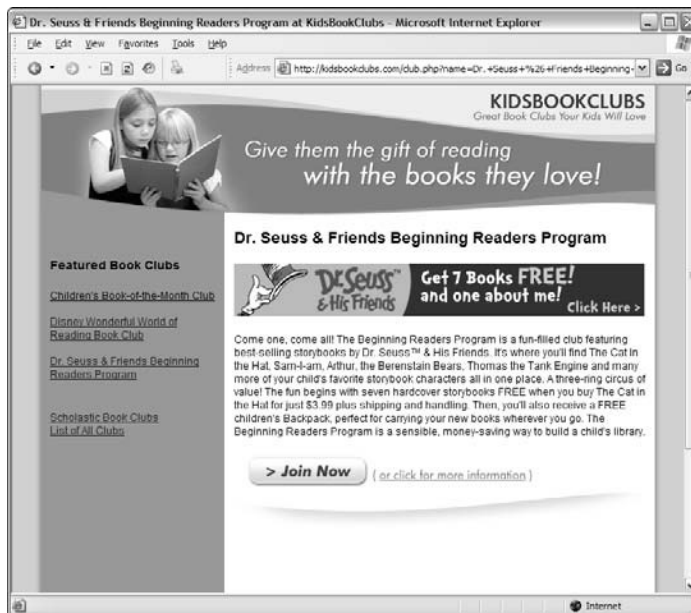 Dr. Seuss & Friends Beginning Readers Program at KidsBookClubs - Microsoft Internet Explorer
File Edit View Favorites Tools Help
Address http://kidsbookclubs.com/club.php?name=Dr.+Seuss+%26+Friends+Beginning- Go
KIDSBOOKCLUBS
Great Book Clubs Your Kids Will Love
Give them the gift of reading
with the books they love!
Featured Book Clubs
Children's Book-of-the-Month Club
Disney Wonderful World of
Reading Book Club
Dr. Seuss & Friends Beginning
Readers Program
Scholastic Book Clubs
List of All Clubs
Dr. Seuss & Friends Beginning Readers Program
Dr. Seuss™
& His Friends
Get 7 Books FREE!
and one about me!
Click Here >
Come one, come all! The Beginning Readers Program is a fun-filled club featuring
best-selling storybooks by Dr. Seuss™ & His Friends. It's where you'll find The Cat in
the Hat, Sam-I-am, Arthur, the Berenstain Bears, Thomas the Tank Engine and many
more of your child's favorite storybook characters all in one place. A three-ring circus of
value! The fun begins with seven hardcover storybooks FREE when you buy The Cat in
the Hat for just $3.99 plus shipping and handling. Then, you'll also receive a FREE
children's Backpack, perfect for carrying your new books wherever you go. The
Beginning Readers Program is a sensible, money-saving way to build a child's library.
> Join Now ( or click for more information )
Internet